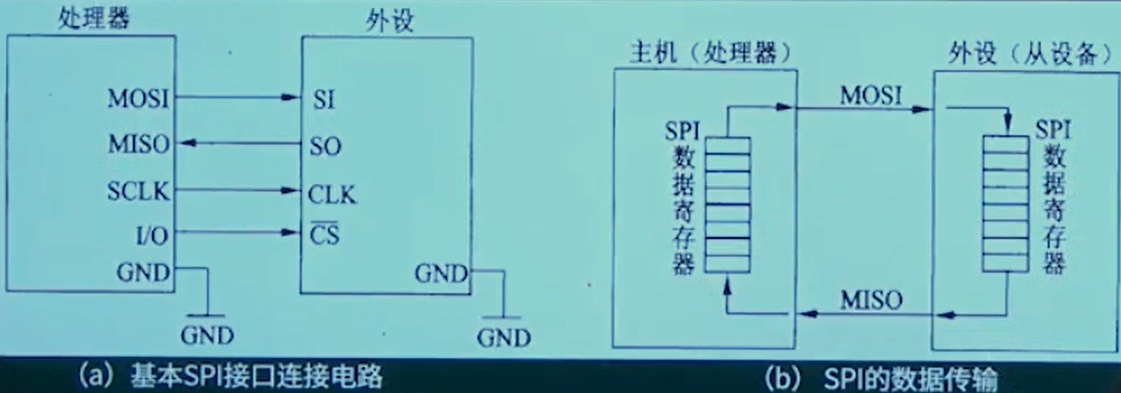 处理器
MOSI
MISO
SCLK
I/O
GND
GND
外设
SI
SO
CLK
CS
GND
GND
(a) 基本SPI接口连接电路
主机(处理器)
SPI
数
据
寄
存
器
MOSI
MISO
外设(从设备)
SPI
数
据
寄
存
器
(b) SPI的数据传输